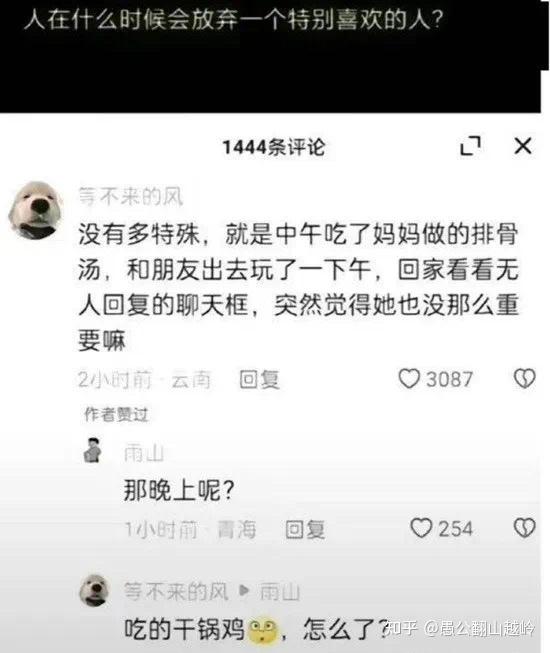 人在什么时候会放弃一个特别喜欢的人?
1444条评论
等不来的风
没有多特殊，就是中午吃了妈妈做的排骨
汤，和朋友出去玩了一下午，回家看看无
人回复的聊天框，突然觉得她也没那么重
要嘛
2小时前·云南 回复 3087
作者赞过
雨山
那晚上呢?
1小时前·青海 回复 254
等不来的风 ▶ 雨山
吃的干锅鸡🤔，怎么了?
知乎 @愚公翻山越岭